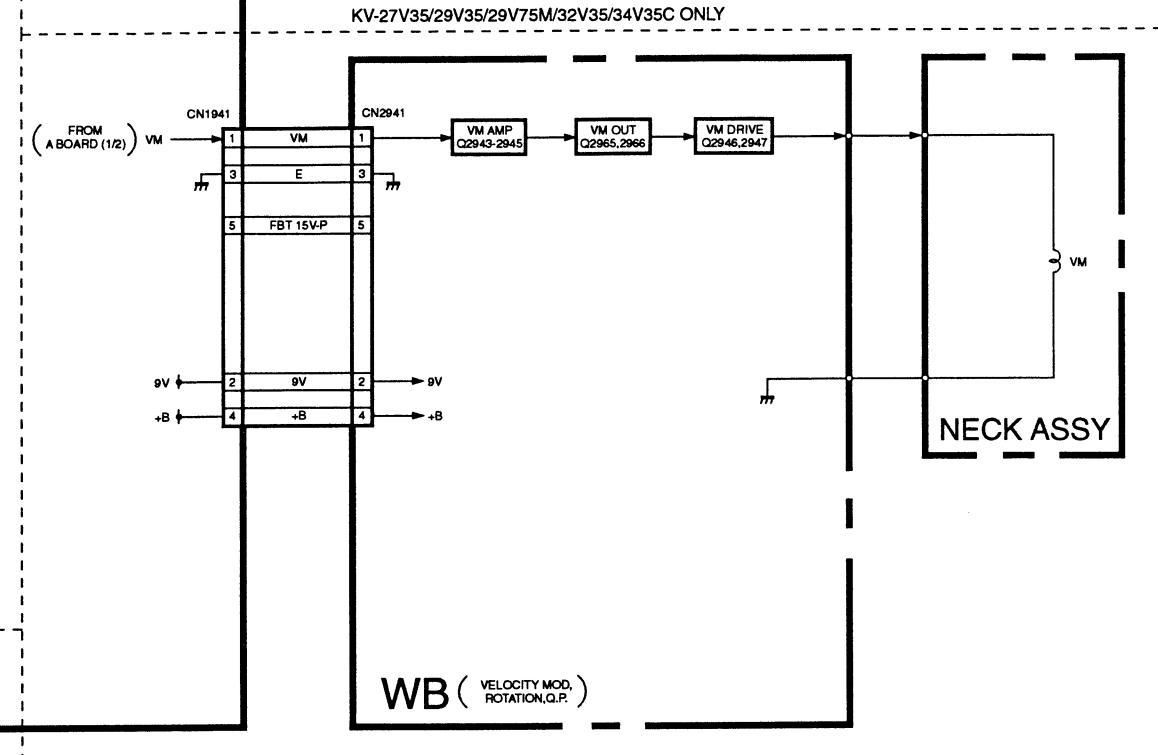 KV-27V35/29V35/29V75M/32V35/34V35C ONLY
CN1941
CN2941
( FROM
A BOARD (1/2) ) VM
1 VM 1
VM AMP
Q2943-2945
VM OUT
Q2965,2966
VM DRIVE
Q2946,2947
3 E 3
5 FBT 15V-P 5
VM
9V 2 9V 2 9V
+B 4 +B 4 +B
NECK ASSY
WB ( VELOCITY MOD,
ROTATION,Q.P. )